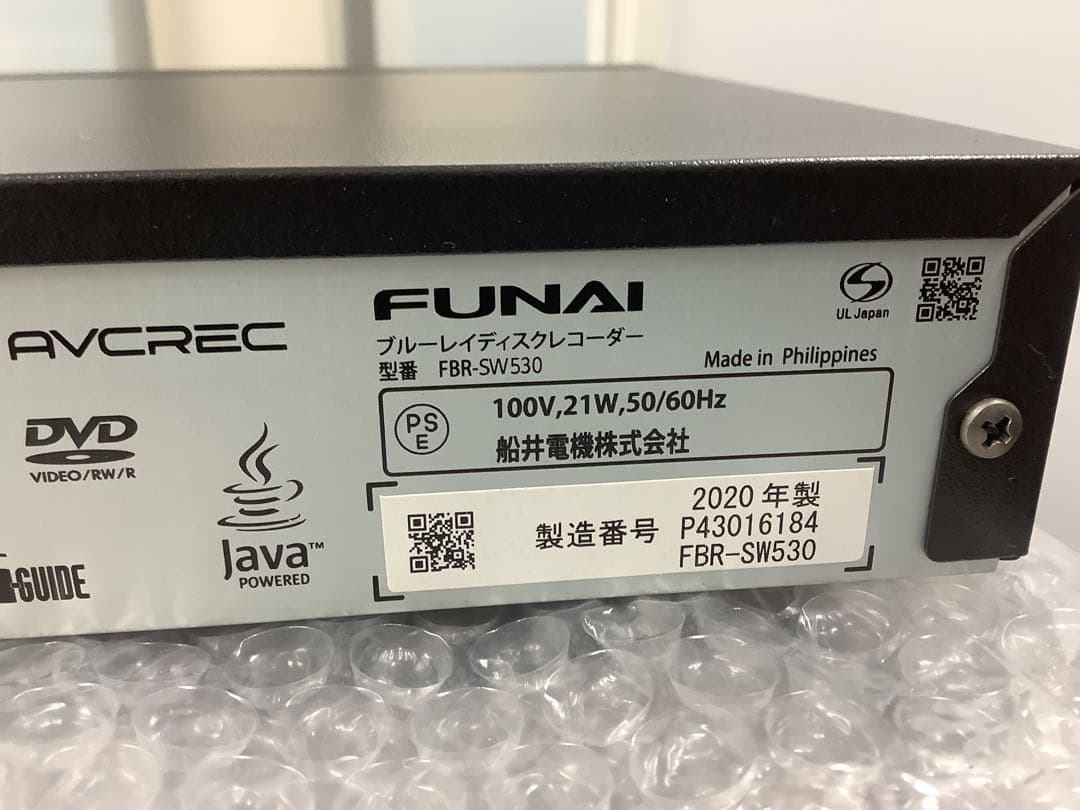 AVCREC
DVD
VIDEO/RW/R
-GUIDE
Java™
POWERED
FUNAI
ブルーレイディスクレコーダー
型番 FBR-SW530
Made in Philippines
UL Japan
PS
E
100V,21W,50/60Hz
船井電機株式会社
2020 年製
製造番号 P43016184
FBR-SW530